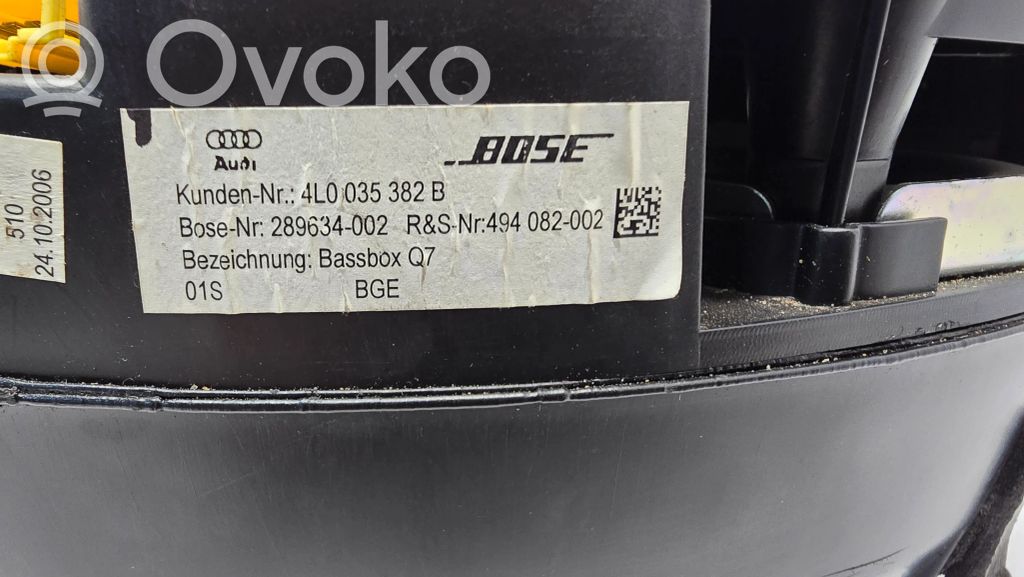 Ovoko
Audi
BOSE
Kunden-Nr.: 4L0 035 382 B
Bose-Nr: 289634-002 R&S-Nr:494 082-002
Bezeichnung: Bassbox Q7
01S BGE
510
24.10.2006